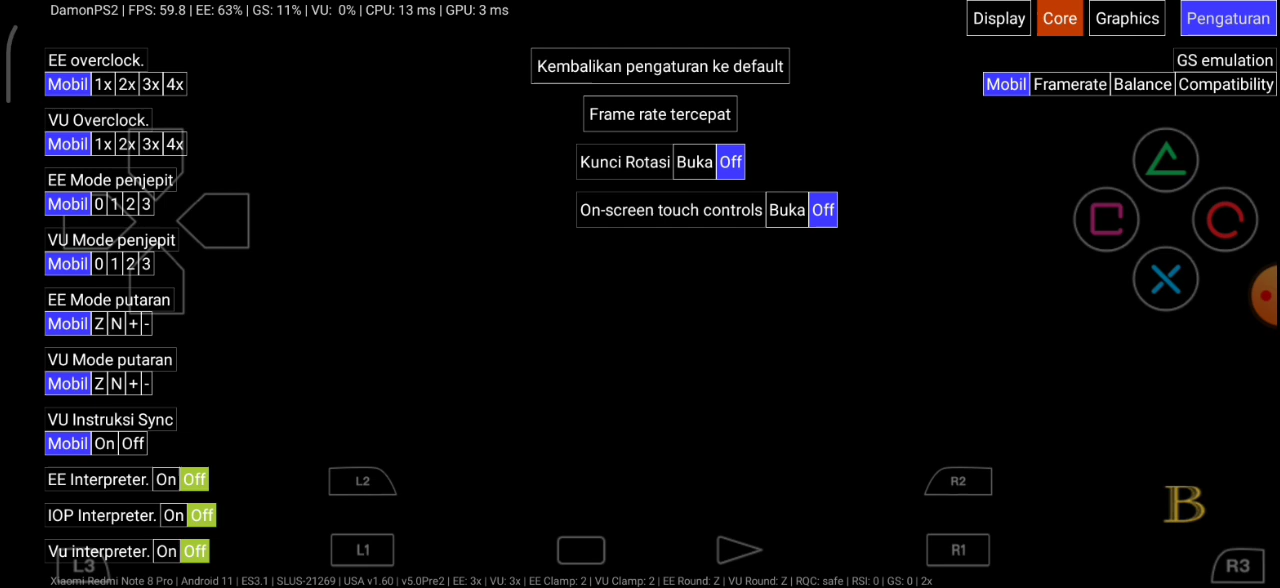 DamonPS2 | FPS: 59.8 | EE: 63% | GS: 11% | VU: 0% | CPU: 13 ms | GPU: 3 ms
Display Core Graphics Pengaturan
EE overclock.
Mobil 1x 2x 3x 4x
VU Overclock.
Mobil 1x 2x 3x 4x
EE Mode penjepit
Mobil 0 1 2 3
VU Mode penjepit
Mobil 0 1 2 3
EE Mode putaran
Mobil Z N + -
VU Mode putaran
Mobil Z N + -
VU Instruksi Sync
Mobil On Off
EE Interpreter. On Off
IOP Interpreter. On Off
Vu interpreter. On Off
Kembalikan pengaturan ke default
Frame rate tercepat
Kunci Rotasi Buka Off
On-screen touch controls Buka Off
GS emulation
Mobil Framerate Balance Compatibility
L2
R2
B
L1
R1
L3
R3
Xiaomi Redmi Note 8 Pro | Android 11 | ES3.1 | SLUS-21269 | USA v1.60 | v5.0Pre2 | EE: 3x | VU: 3x | EE Clamp: 2 | VU Clamp: 2 | EE Round: Z | VU Round: Z | RQC: safe | RSI: 0 | GS: 0 | 2x